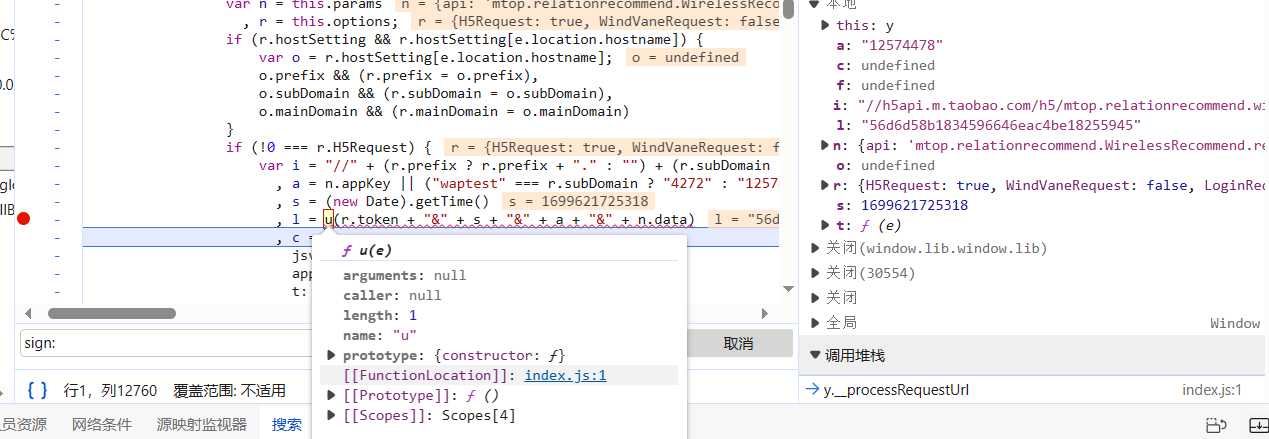 var n = this.params n = {api: 'mtop.relationrecommend.WirelessReco
, r = this.options; r = {H5Request: true, WindVaneRequest: false
if (r.hostSetting && r.hostSetting[e.location.hostname]) {
var o = r.hostSetting[e.location.hostname]; o = undefined
o.prefix && (r.prefix = o.prefix),
o.subDomain && (r.subDomain = o.subDomain),
o.mainDomain && (r.mainDomain = o.mainDomain)
}
if (!0 === r.H5Request) { r = {H5Request: true, WindVaneRequest: fals
var i = "//" + (r.prefix ? r.prefix + "." : "") + (r.subDomain
, a = n.appKey || ("waptest" === r.subDomain ? "4272" : "1257
, s = (new Date).getTime() s = 1699621725318
, l = u(r.token + "&" + s + "&" + a + "&" + n.data) l = "56d
, c =
jsv
app
t:
ƒ u(e)
arguments: null
caller: null
length: 1
name: "u"
prototype: {constructor: ƒ}
[[FunctionLocation]]: index.js:1
[[Prototype]]: ƒ ()
[[Scopes]]: Scopes[4]
sign:
取消
{ } 行1，列12760 覆盖范围: 不适用
员资源 网络条件 源映射监视器 搜索
本地
this: y
a: "12574478"
c: undefined
f: undefined
i: "//h5api.m.taobao.com/h5/mtop.relationrecommend.wi
l: "56d6d58b1834596646eac4be18255945"
n: {api: 'mtop.relationrecommend.WirelessRecommend.re
o: undefined
r: {H5Request: true, WindVaneRequest: false, LoginRec
s: 1699621725318
t: ƒ (e)
关闭(window.lib.window.lib)
关闭(30554)
关闭
全局 Window
调用堆栈
y.__processRequestUrl index.js:1